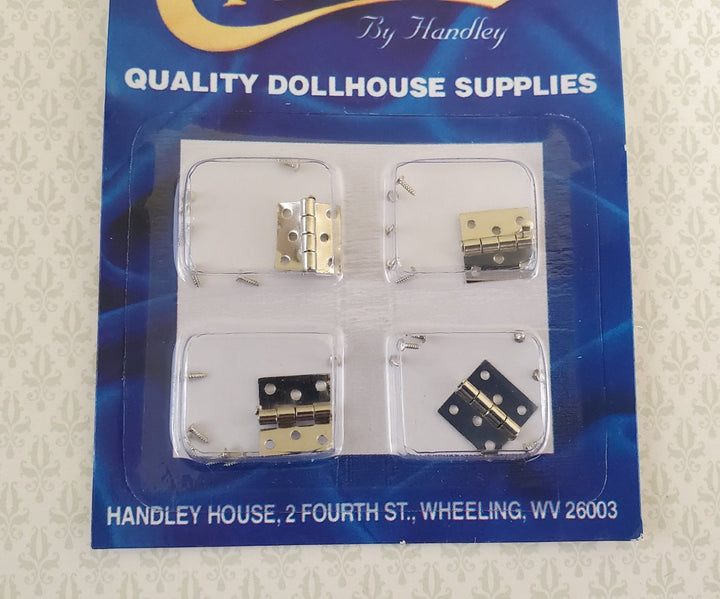 By Handley
QUALITY DOLLHOUSE SUPPLIES
HANDLEY HOUSE, 2 FOURTH ST., WHEELING, WV 26003